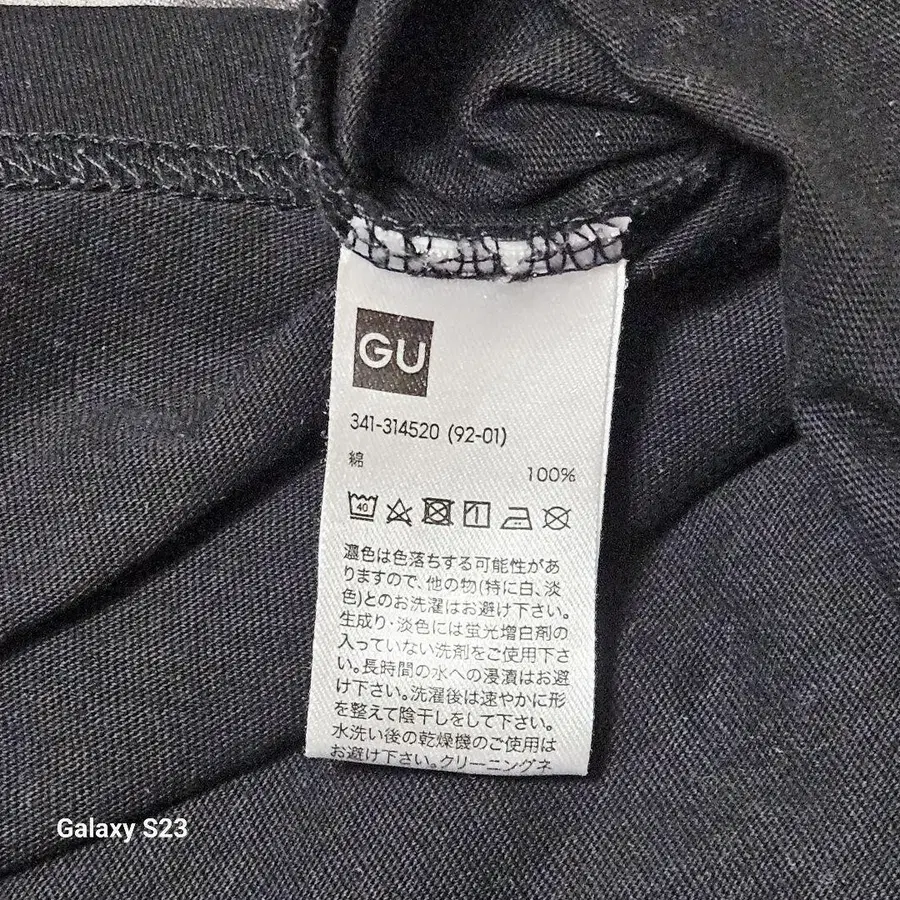 GU
341-314520 (92-01)
綿 100%
40
濃色は色落ちする可能性があ
りますので、他の物(特に白、淡
色)とのお洗濯はお避け下さい。
生成り・淡色には蛍光増白剤の
入っていない洗剤をご使用下さ
い。長時間の水への浸漬はお避
け下さい。洗濯後は速やかに形
を整えて陰干しをして下さい。
水洗い後の乾燥機のご使用は
お避け下さい。クリーニングネ
Galaxy S23